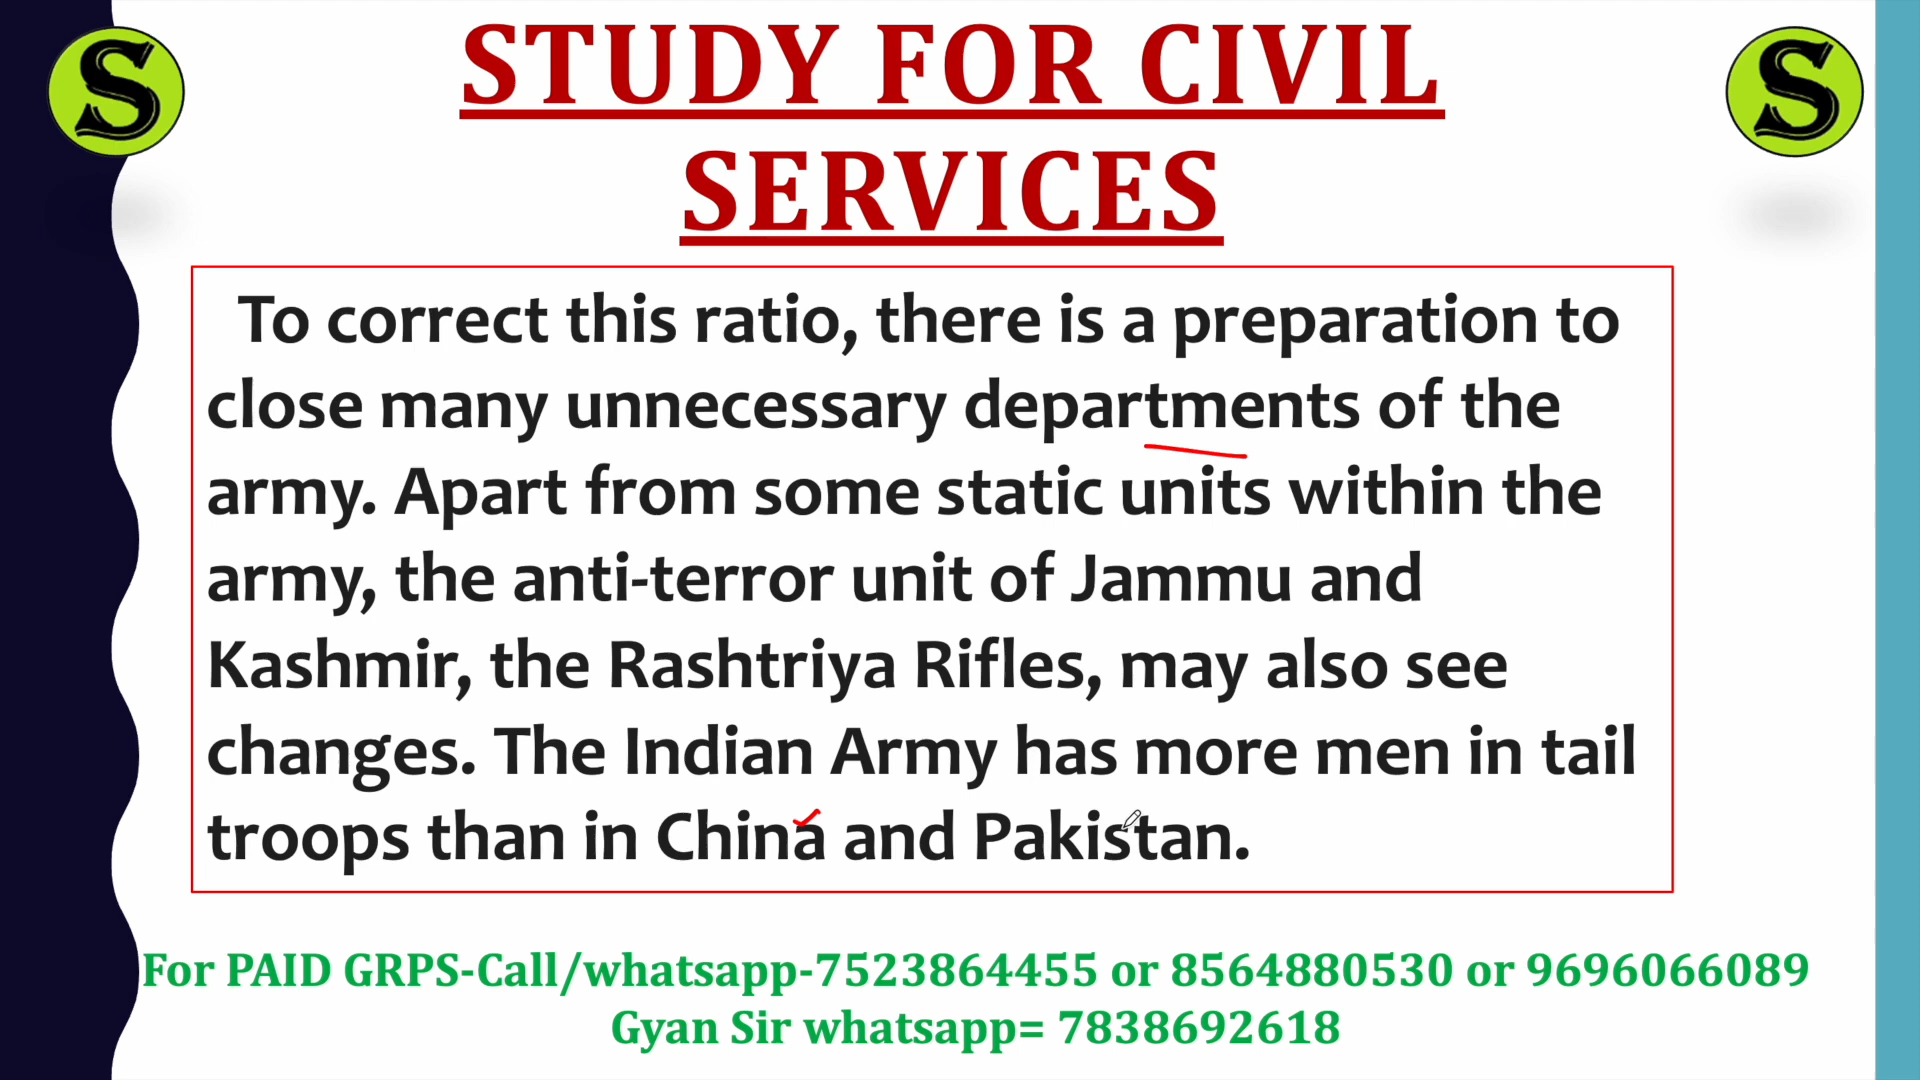 S
S
STUDY FOR CIVIL
SERVICES
To correct this ratio, there is a preparation to
close many unnecessary departments of the
army. Apart from some static units within the
army, the anti-terror unit of Jammu and
Kashmir, the Rashtriya Rifles, may also see
changes. The Indian Army has more men in tail
troops than in China and Pakistan.
For PAID GRPS-Call/whatsapp-7523864455 or 8564880530 or 9696066089
Gyan Sir whatsapp= 7838692618